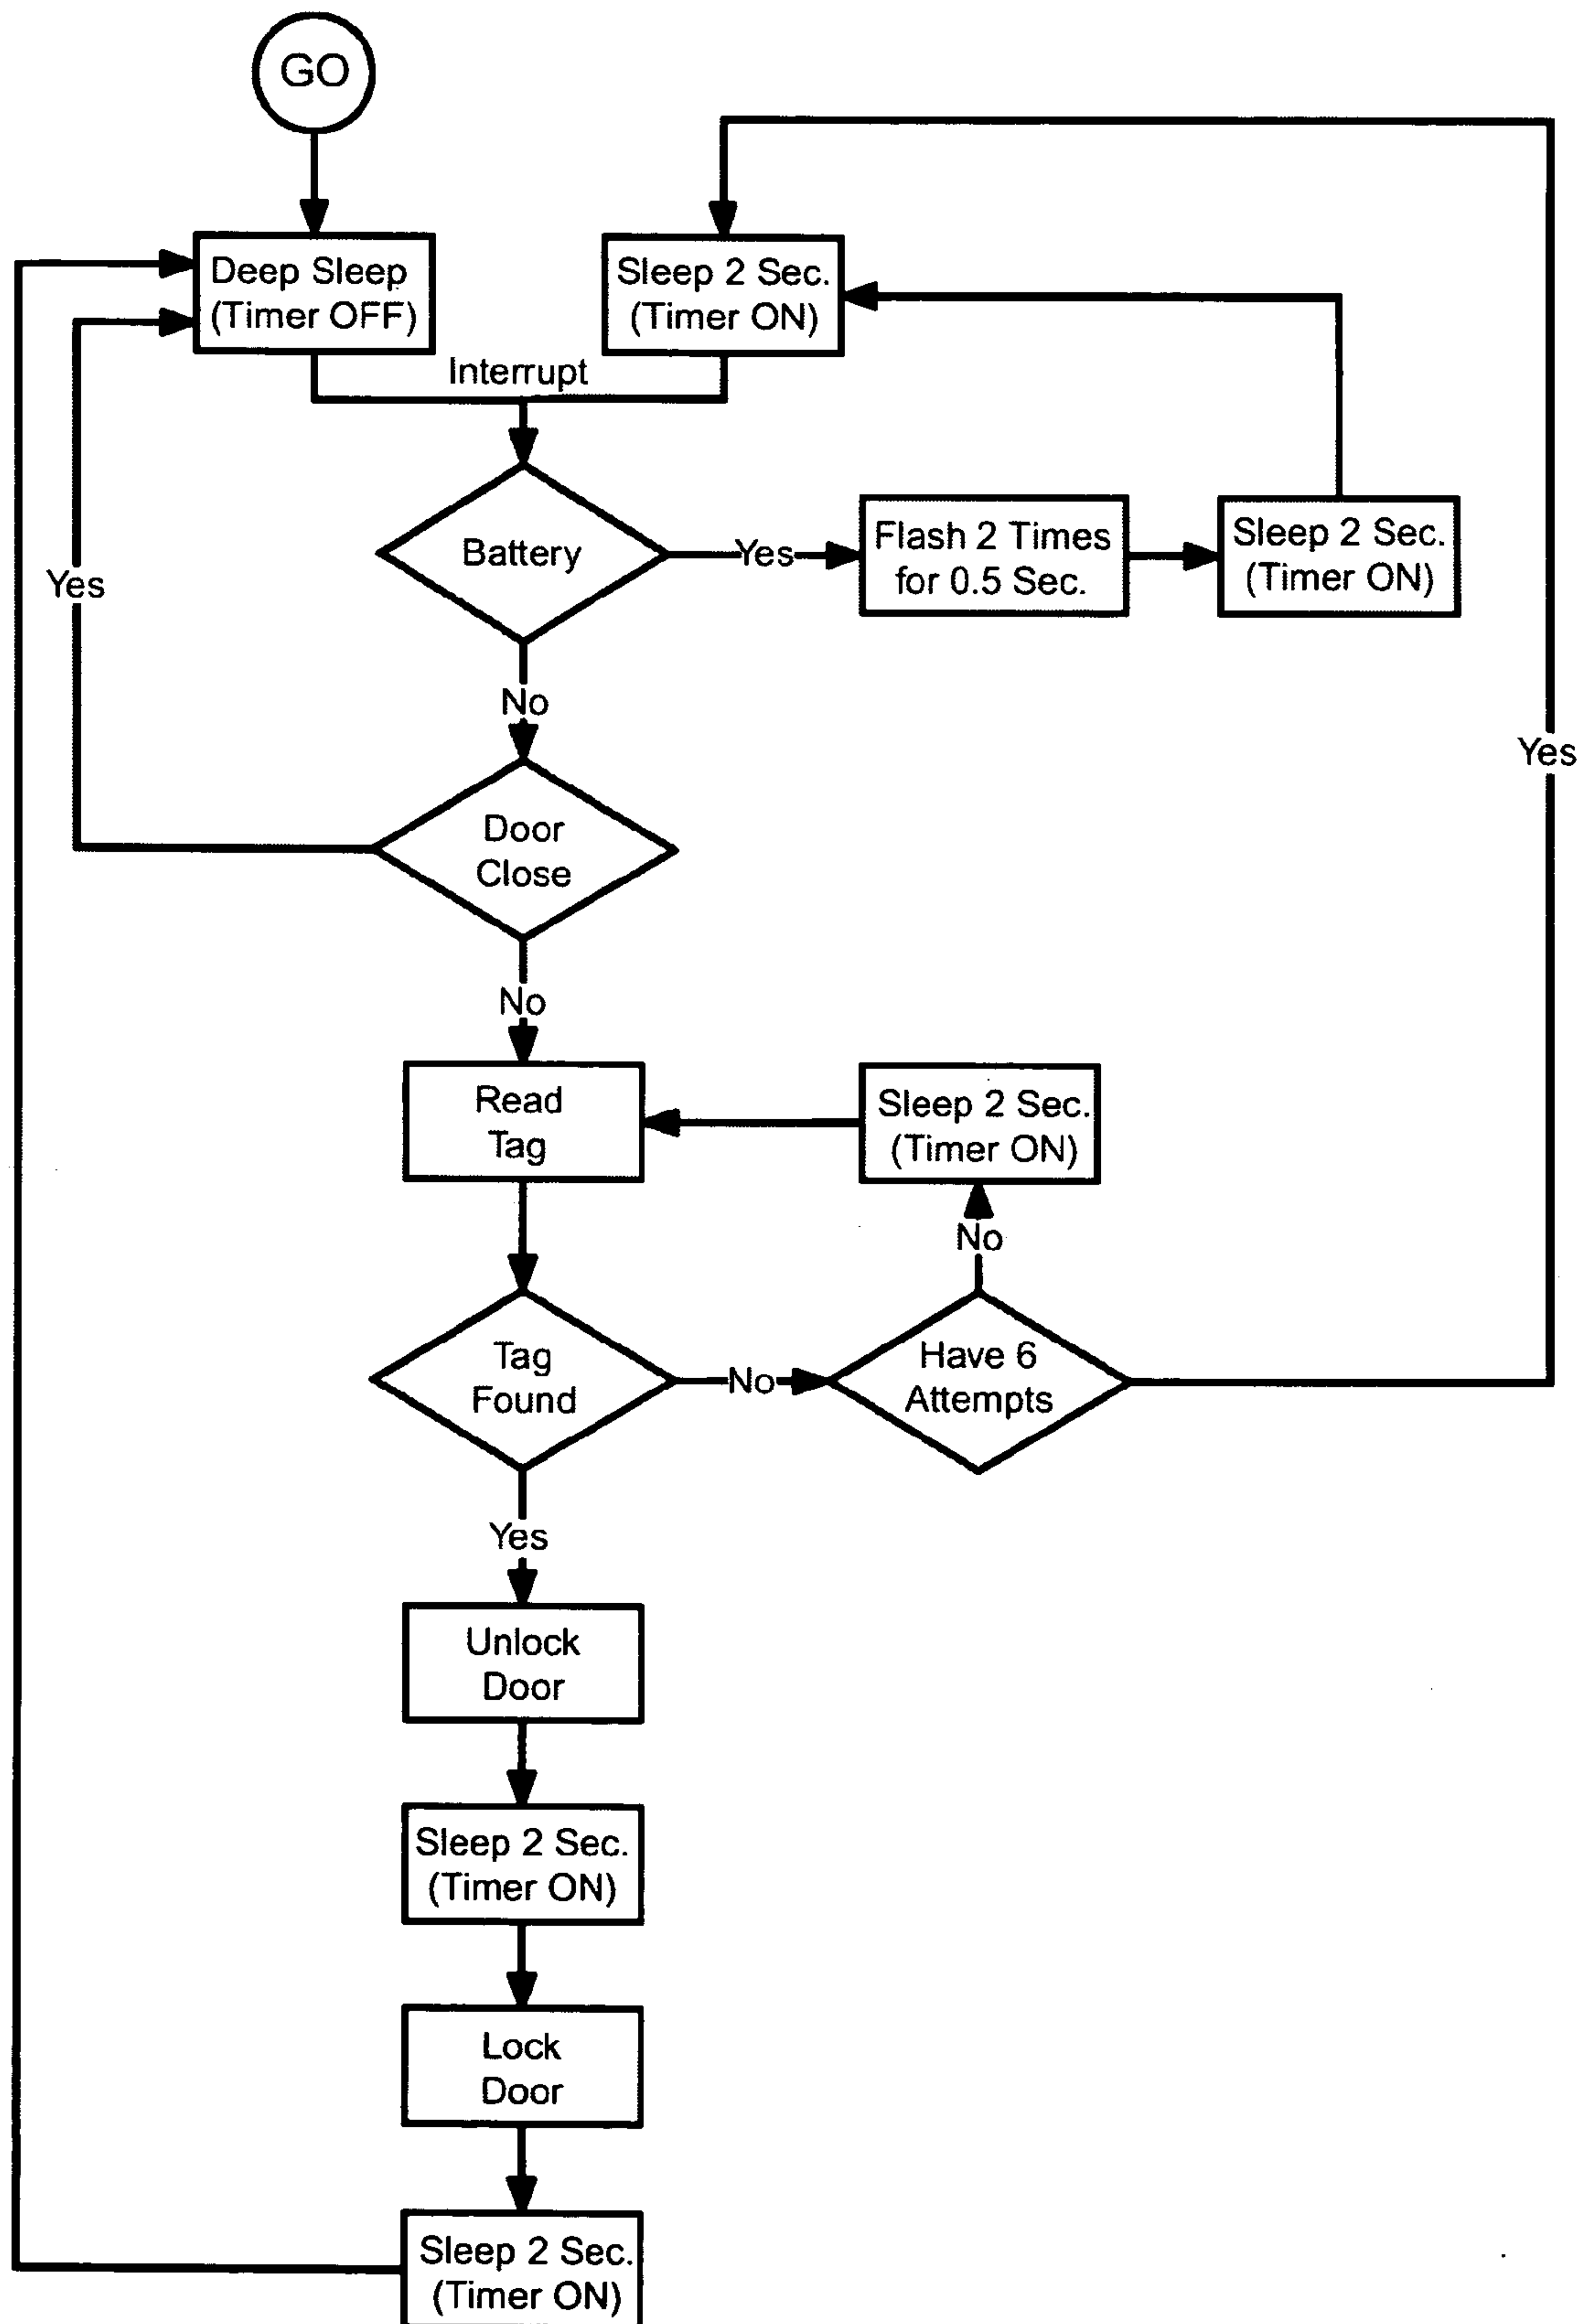 GO
Deep Sleep
(Timer OFF)
Sleep 2 Sec.
(Timer ON)
Interrupt
Battery
Yes
Flash 2 Times
for 0.5 Sec.
Sleep 2 Sec.
(Timer ON)
Yes
No
Yes
Door
Close
No
Read
Tag
Sleep 2 Sec.
(Timer ON)
No
Tag
Found
No
Have 6
Attempts
Yes
Unlock
Door
Sleep 2 Sec.
(Timer ON)
Lock
Door
Sleep 2 Sec.
(Timer ON)